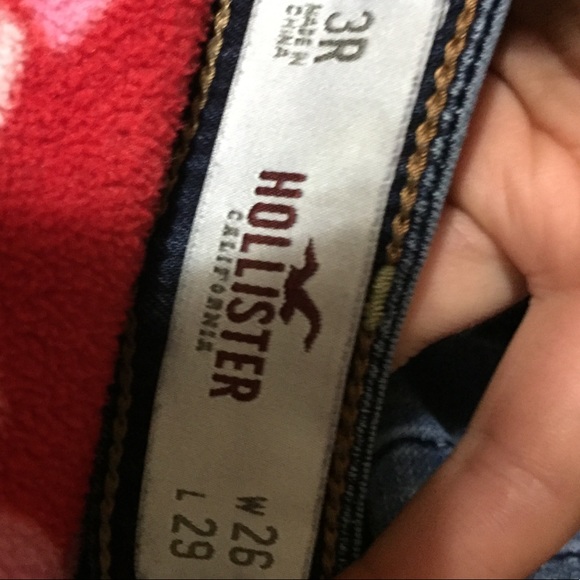 3R
MADE IN
CHINA
HOLLISTER
CALIFORNIA
W 26
L 29